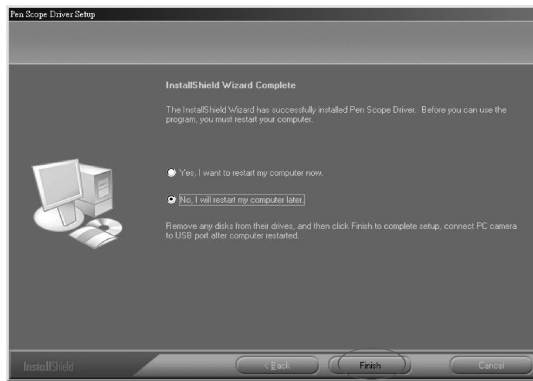 Pen Scope Driver Setup
InstallShield Wizard Complete
The InstallShield Wizard has successfully installed Pen Scope Driver. Before you can use the
program, you must restart your computer.
Yes, I want to restart my computer now.
No, I will restart my computer later.
Remove any disks from their drives, and then click Finish to complete setup, connect PC camera
to USB port after computer restarted.
InstallShield
< Back
Finish
Cancel